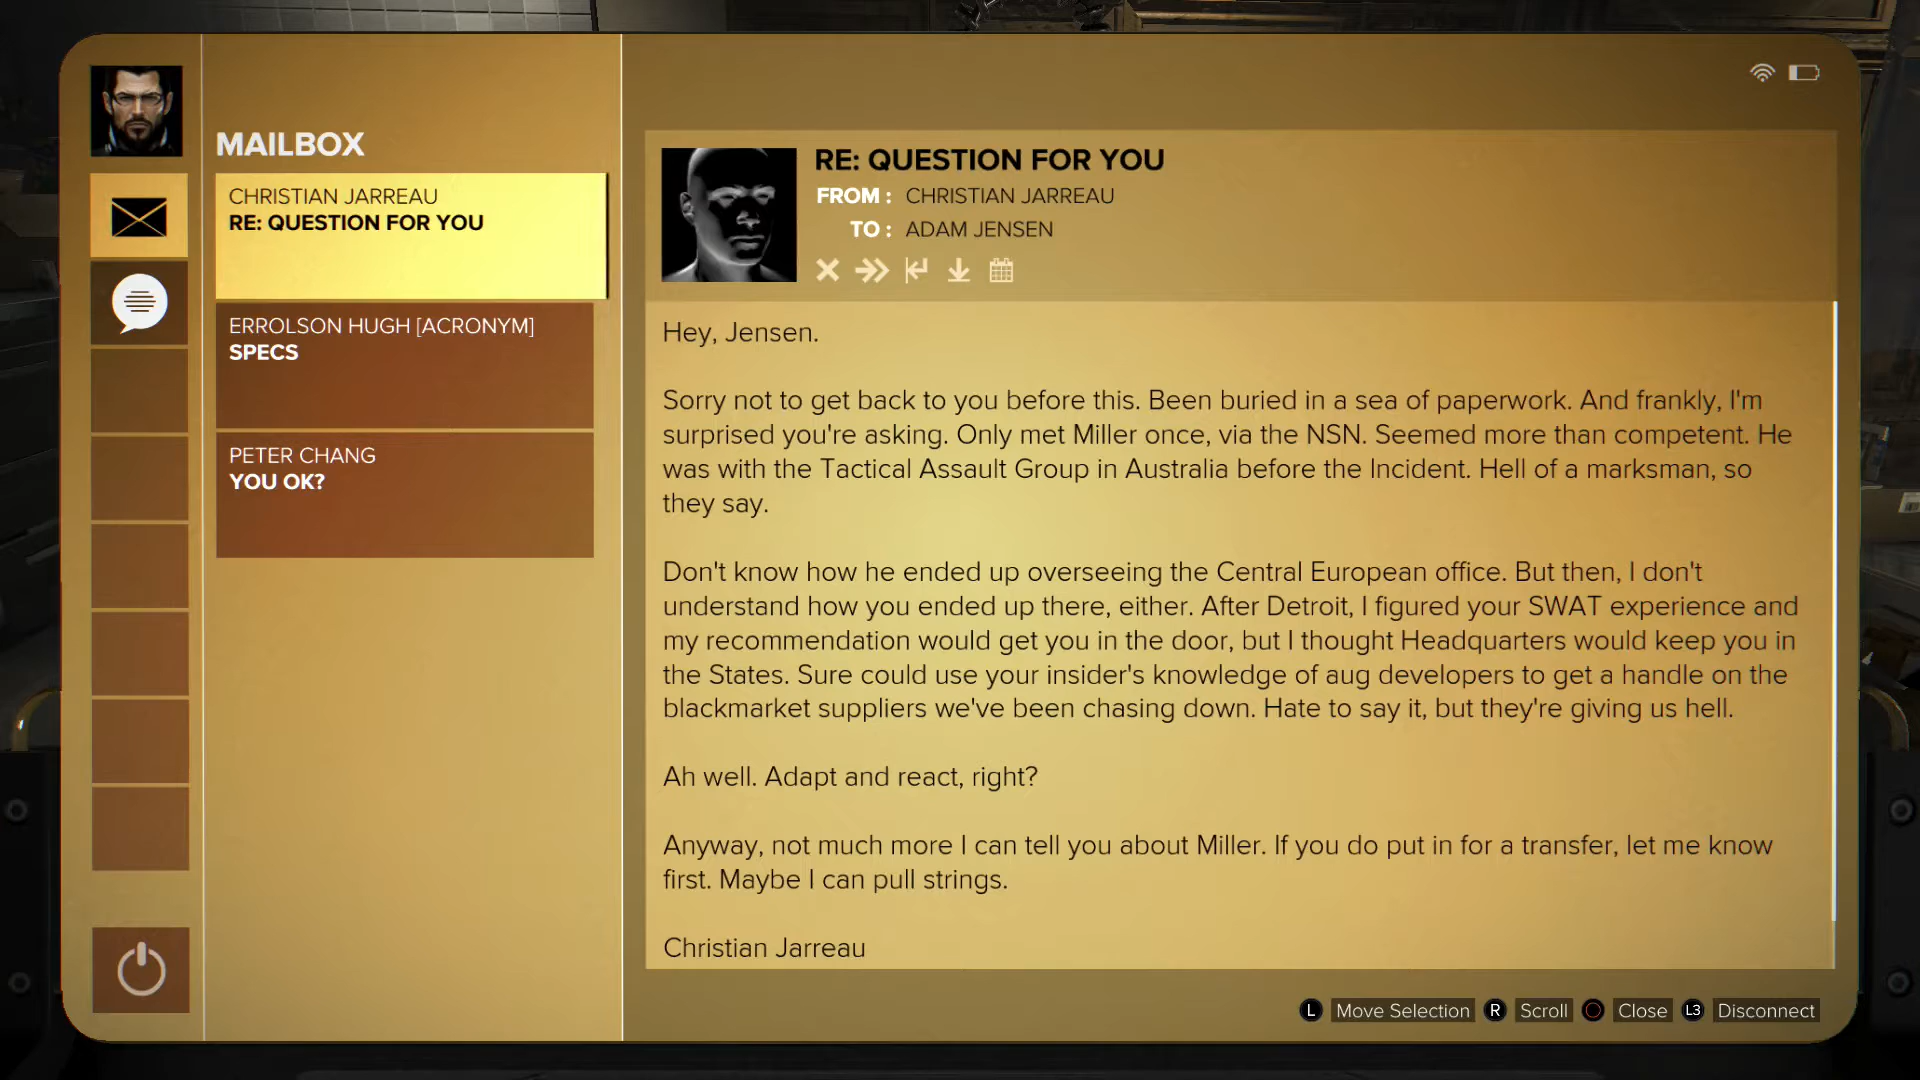 MAILBOX
CHRISTIAN JARREAU
RE: QUESTION FOR YOU
ERROLSON HUGH [ACRONYM]
SPECS
PETER CHANG
YOU OK?
RE: QUESTION FOR YOU
FROM : CHRISTIAN JARREAU
TO : ADAM JENSEN
Hey, Jensen.
Sorry not to get back to you before this. Been buried in a sea of paperwork. And frankly, I'm
surprised you're asking. Only met Miller once, via the NSN. Seemed more than competent. He
was with the Tactical Assault Group in Australia before the Incident. Hell of a marksman, so
they say.
Don't know how he ended up overseeing the Central European office. But then, I don't
understand how you ended up there, either. After Detroit, I figured your SWAT experience and
my recommendation would get you in the door, but I thought Headquarters would keep you in
the States. Sure could use your insider's knowledge of aug developers to get a handle on the
blackmarket suppliers we've been chasing down. Hate to say it, but they're giving us hell.
Ah well. Adapt and react, right?
Anyway, not much more I can tell you about Miller. If you do put in for a transfer, let me know
first. Maybe I can pull strings.
Christian Jarreau
L Move Selection R Scroll Close L3 Disconnect